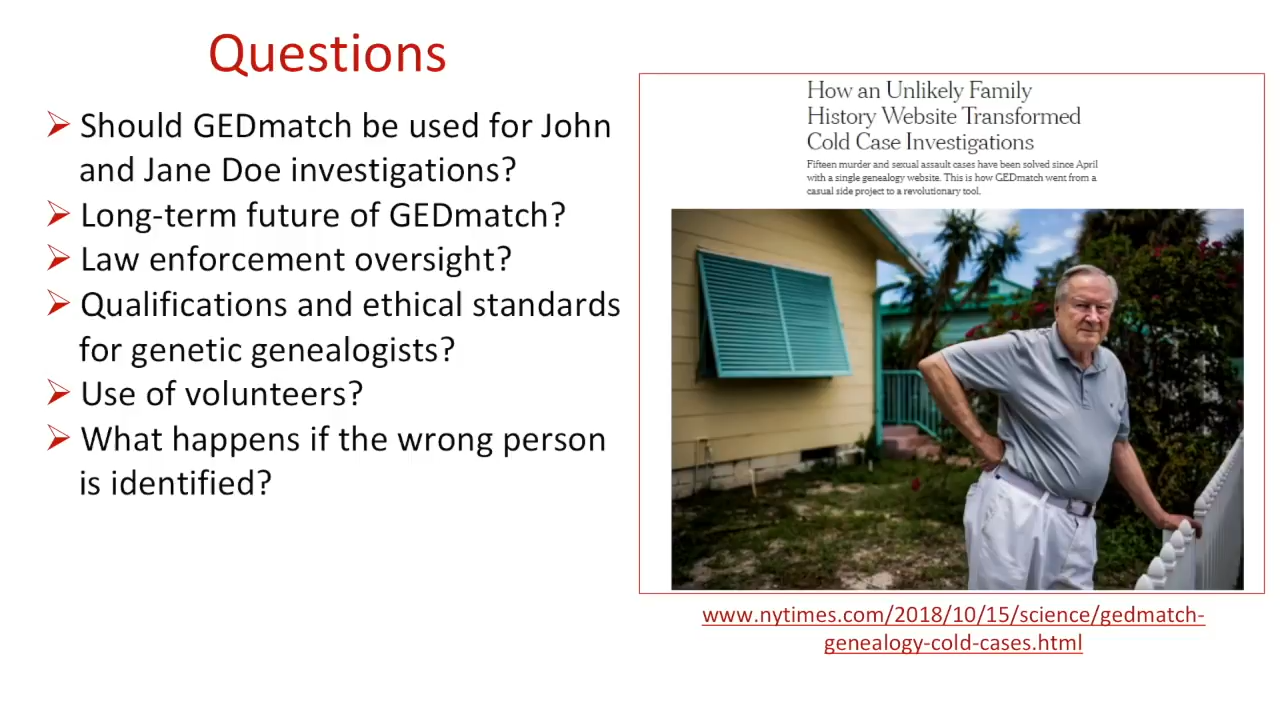 Questions
Should GEDmatch be used for John
and Jane Doe investigations?
Long-term future of GEDmatch?
Law enforcement oversight?
Qualifications and ethical standards
for genetic genealogists?
Use of volunteers?
What happens if the wrong person
is identified?
How an Unlikely Family
History Website Transformed
Cold Case Investigations
Fifteen murder and sexual assault cases have been solved since April
with a single genealogy website. This is how GEDmatch went from a
casual side project to a revolutionary tool.
www.nytimes.com/2018/10/15/science/gedmatch-
genealogy-cold-cases.html